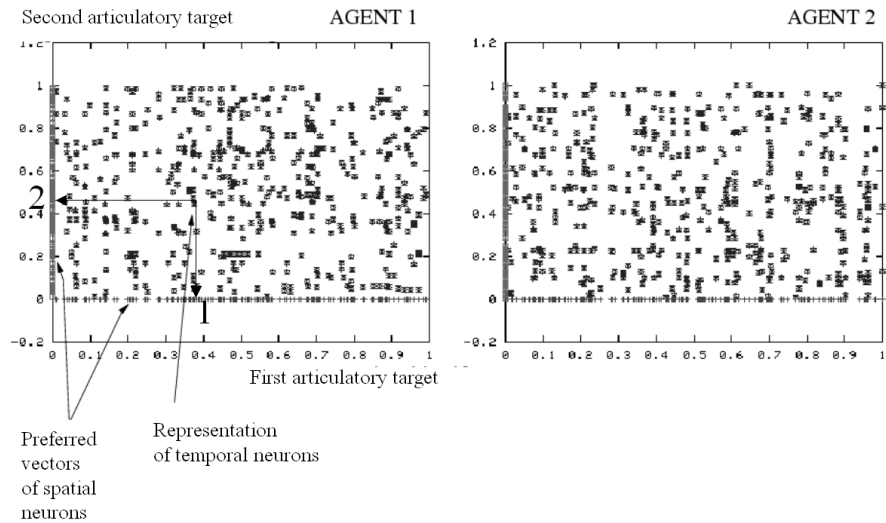 Second articulatory target
AGENT 1
AGENT 2
1.2
1
0.8
0.6
0.4
0.2
0
-0.2
2
1
0 0.1 0.2 0.3 0.4 0.5 0.6 0.7 0.8 0.9 1
1.2
1
0.8
0.6
0.4
0.2
0
-0.2
0 0.1 0.2 0.3 0.4 0.5 0.6 0.7 0.8 0.9 1
First articulatory target
Preferred
vectors
of spatial
neurons
Representation
of temporal neurons